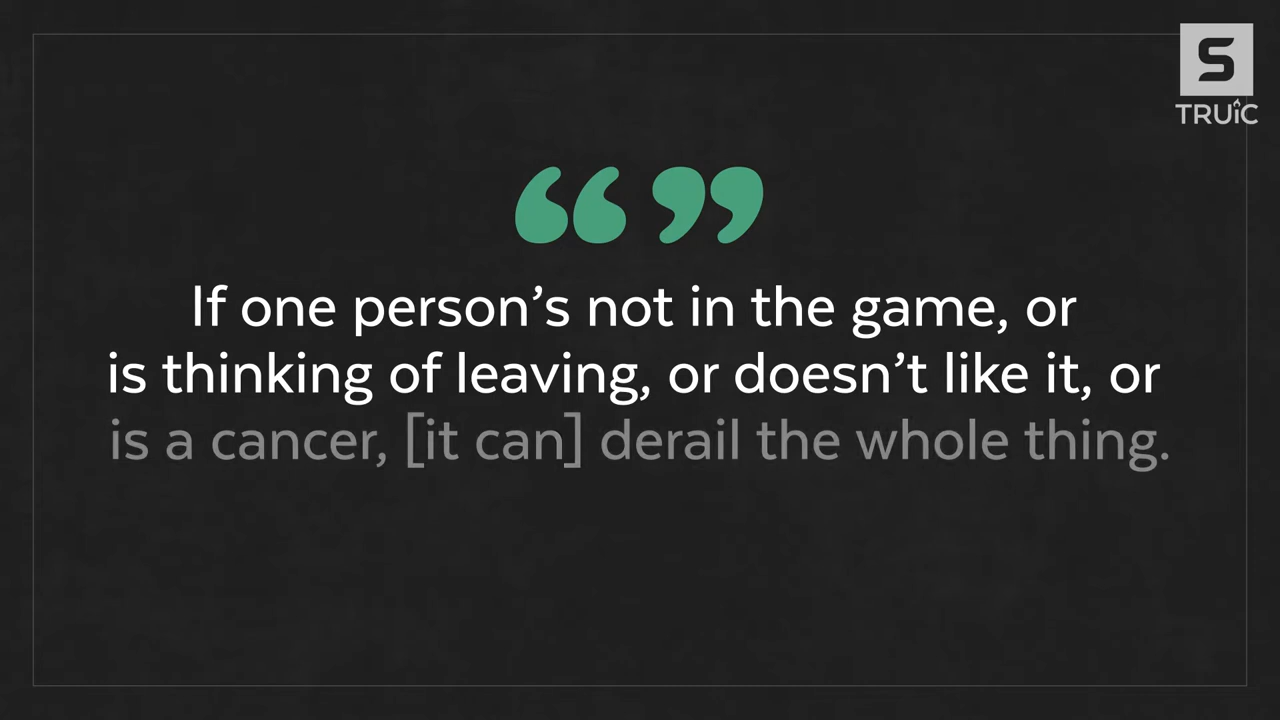 S
TRUiC
“ ”
If one person’s not in the game, or
is thinking of leaving, or doesn’t like it, or
is a cancer, [it can] derail the whole thing.